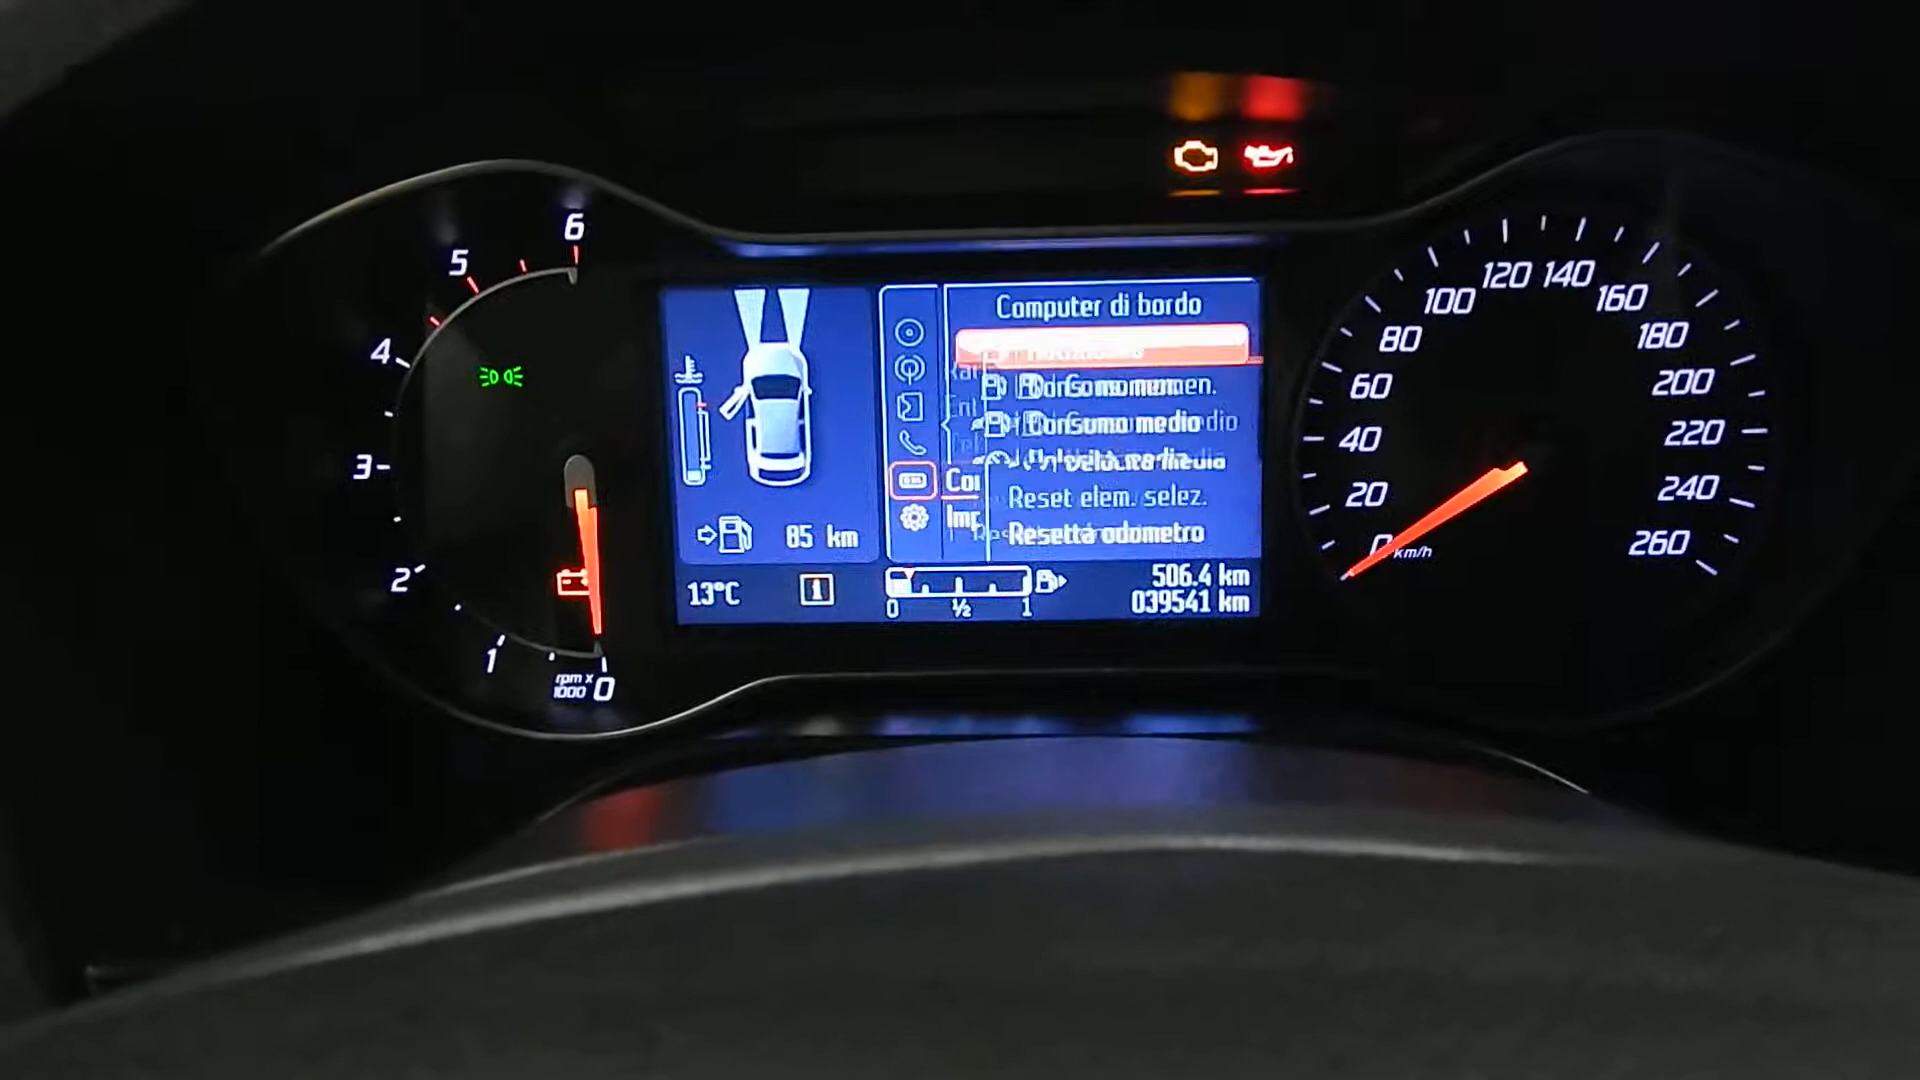 6
5
4
3
2
1
rpm x
1000 0
85 km
13°C
Computer di bordo
Consumo medio
Reset elem. selez.
Resetta odometro
0 ½ 1
506.4 km
039541 km
0
km/h
20
40
60
80
100
120
140
160
180
200
220
240
260